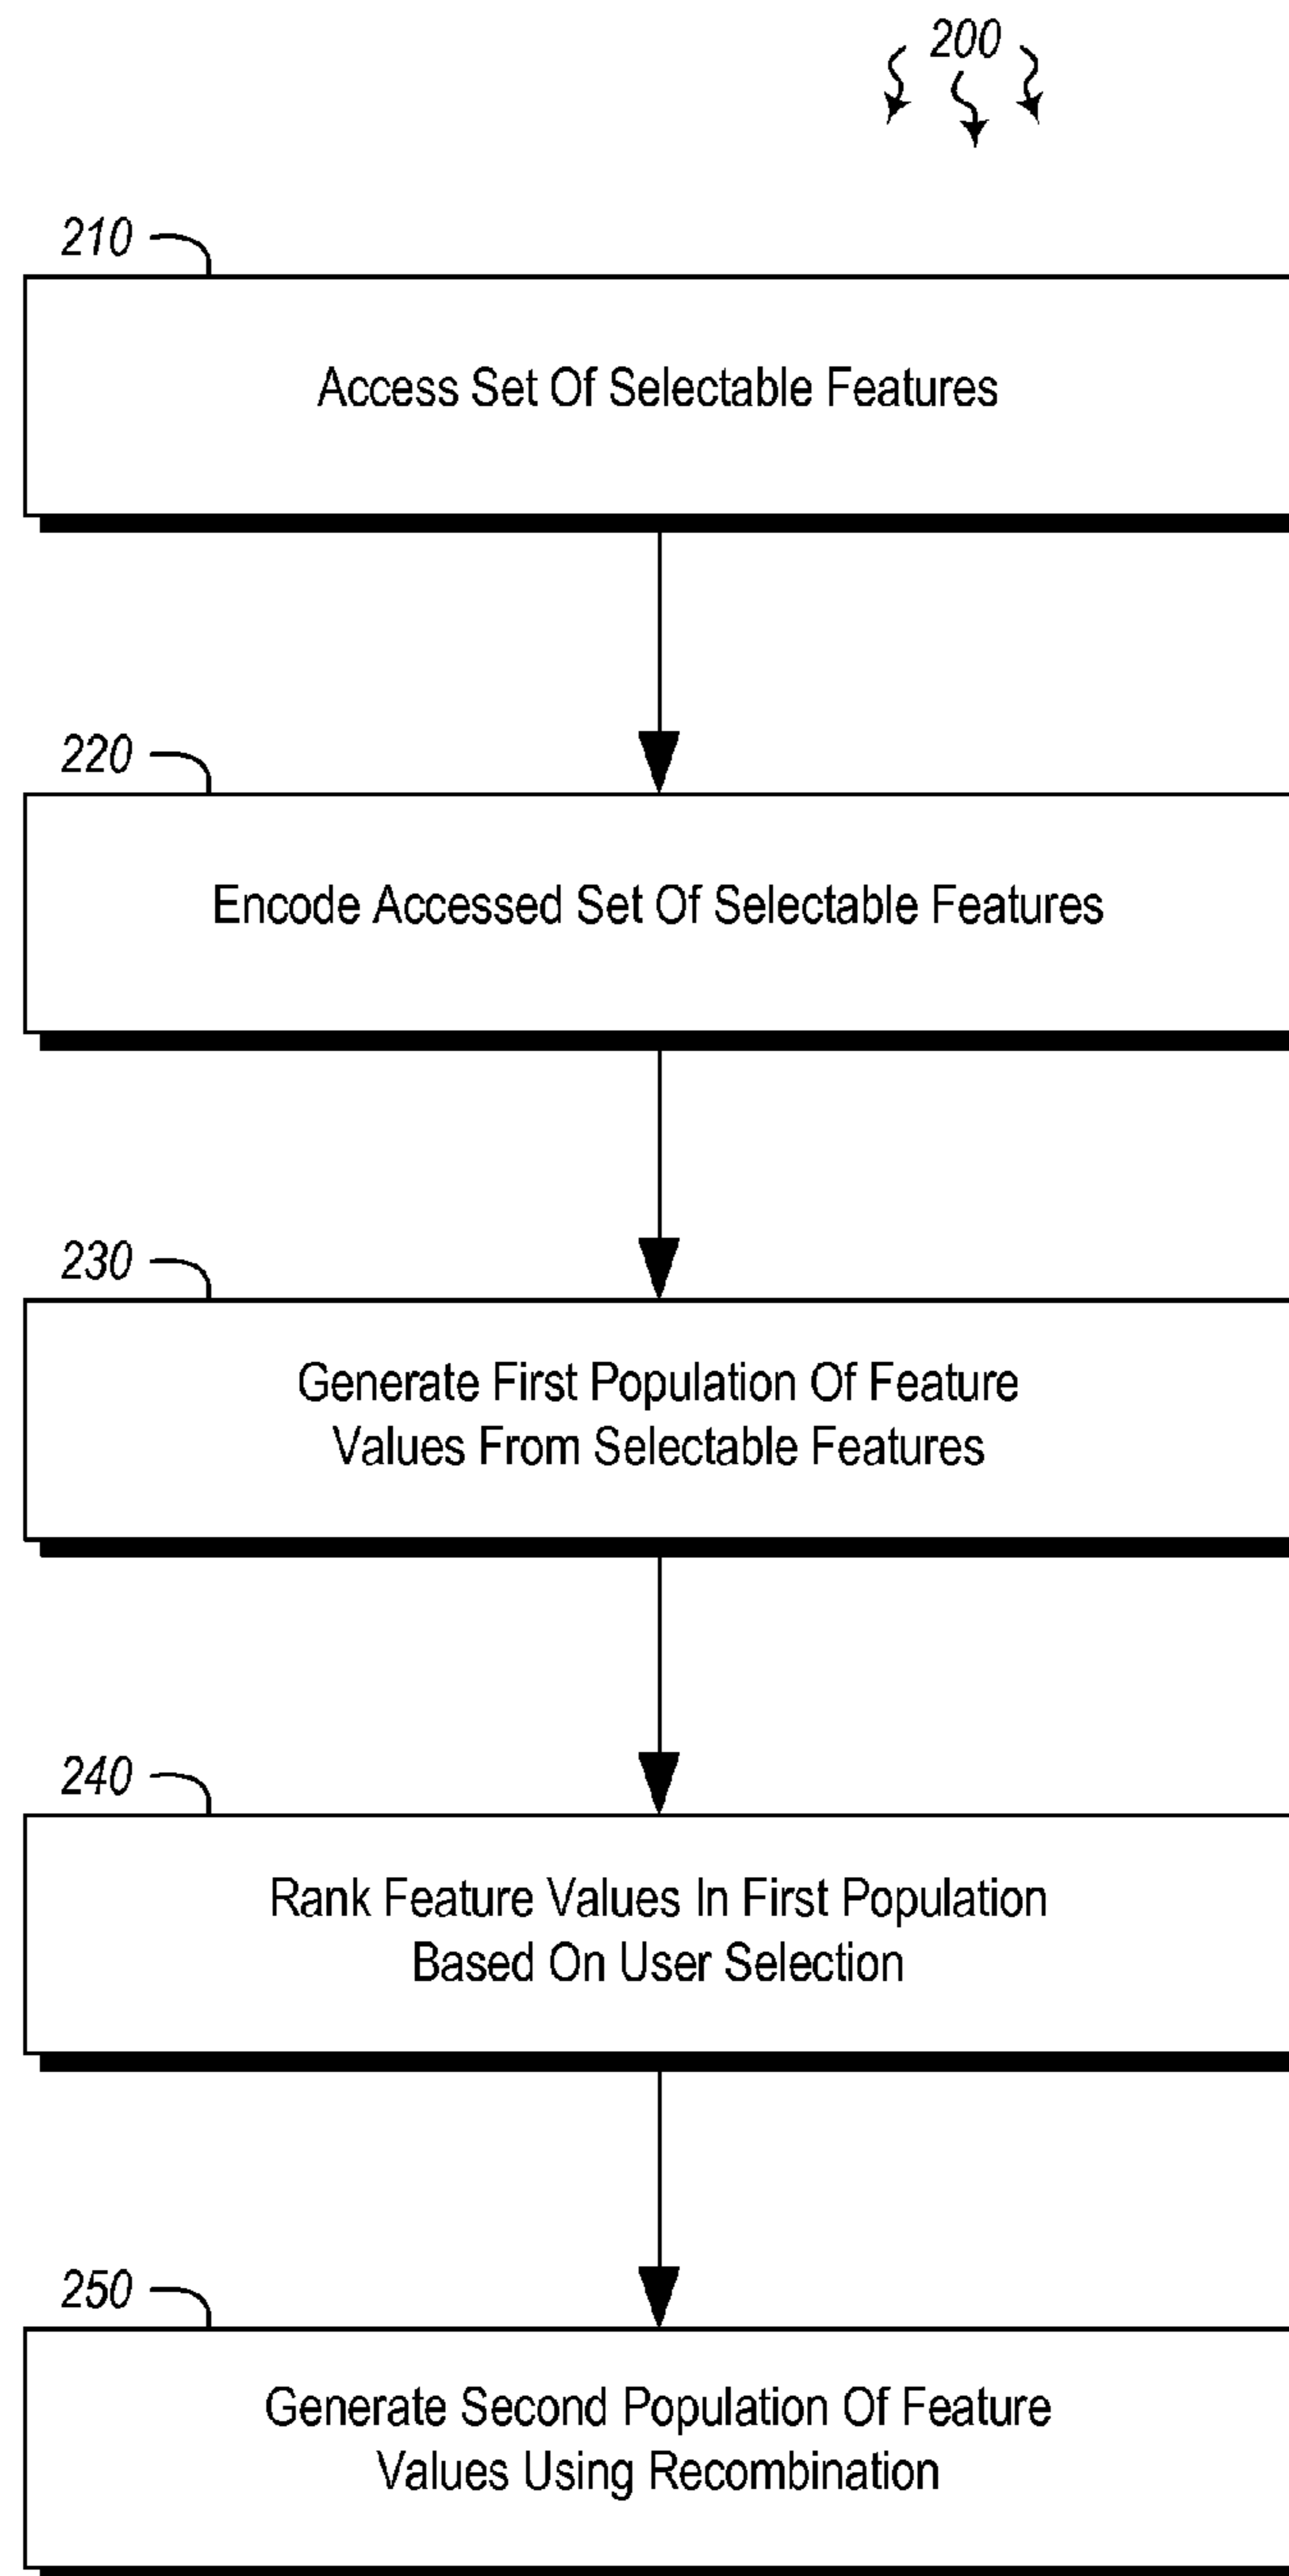 200
210
Access Set Of Selectable Features
220
Encode Accessed Set Of Selectable Features
230
Generate First Population Of Feature
Values From Selectable Features
240
Rank Feature Values In First Population
Based On User Selection
250
Generate Second Population Of Feature
Values Using Recombination